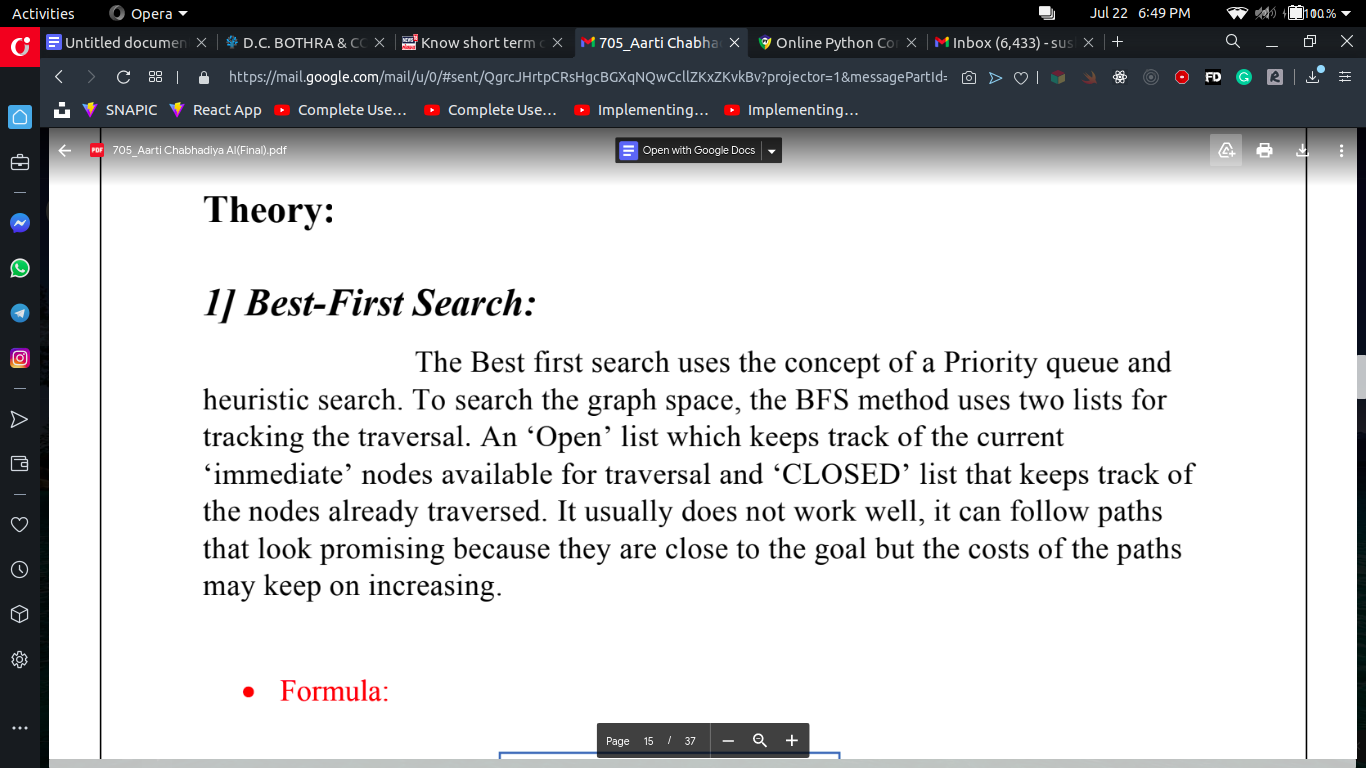 Activities Opera Jul 22 6:49 PM 100%
Untitled documen D.C. BOTHRA & CC Know short term c 705_Aarti Chabha Online Python Co Inbox (6,433) - sus
https://mail.google.com/mail/u/0/#sent/QgrcJHrtpCRsHgcBGXqNQwCcllZKxZKvkBv?projector=1&messagePartId=
SNAPIC React App Complete Use... Complete Use... Implementing... Implementing...
PDF 705_Aarti Chabhadiya AI(Final).pdf Open with Google Docs
Theory:
1] Best-First Search:
The Best first search uses the concept of a Priority queue and
heuristic search. To search the graph space, the BFS method uses two lists for
tracking the traversal. An ‘Open’ list which keeps track of the current
‘immediate’ nodes available for traversal and ‘CLOSED’ list that keeps track of
the nodes already traversed. It usually does not work well, it can follow paths
that look promising because they are close to the goal but the costs of the paths
may keep on increasing.
• Formula:
Page 15 / 37